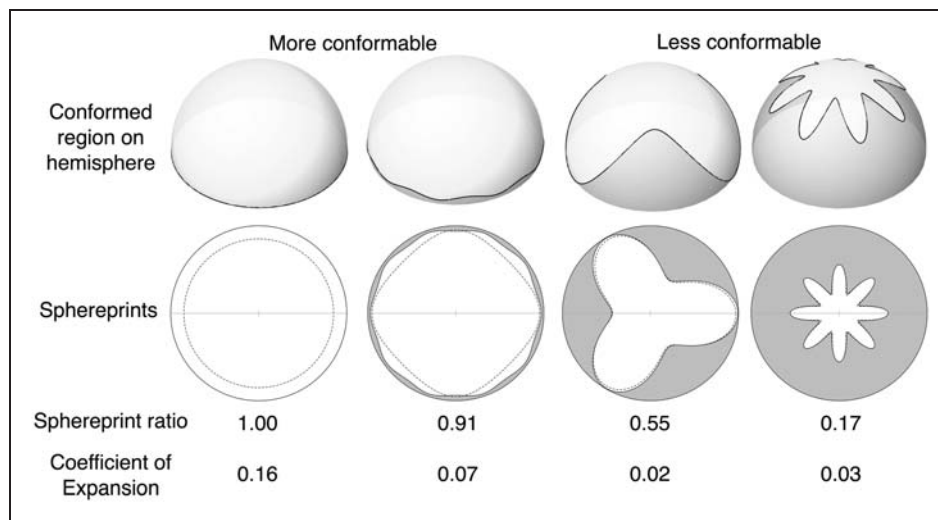 More conformable
Less conformable
Conformed
region on
hemisphere
Sphereprints
Sphereprint ratio
1.00
0.91
0.55
0.17
Coefficient of
Expansion
0.16
0.07
0.02
0.03